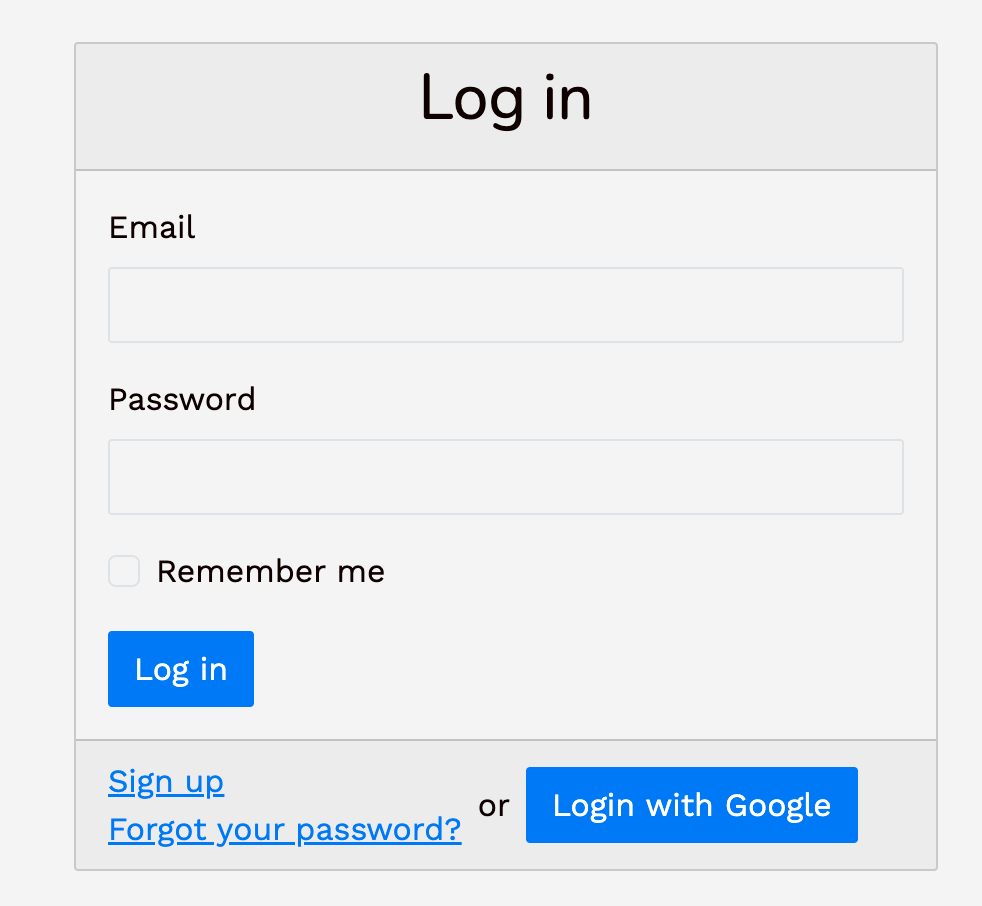 Log in
Email
Password
Remember me
Log in
Sign up
Forgot your password?
or
Login with Google